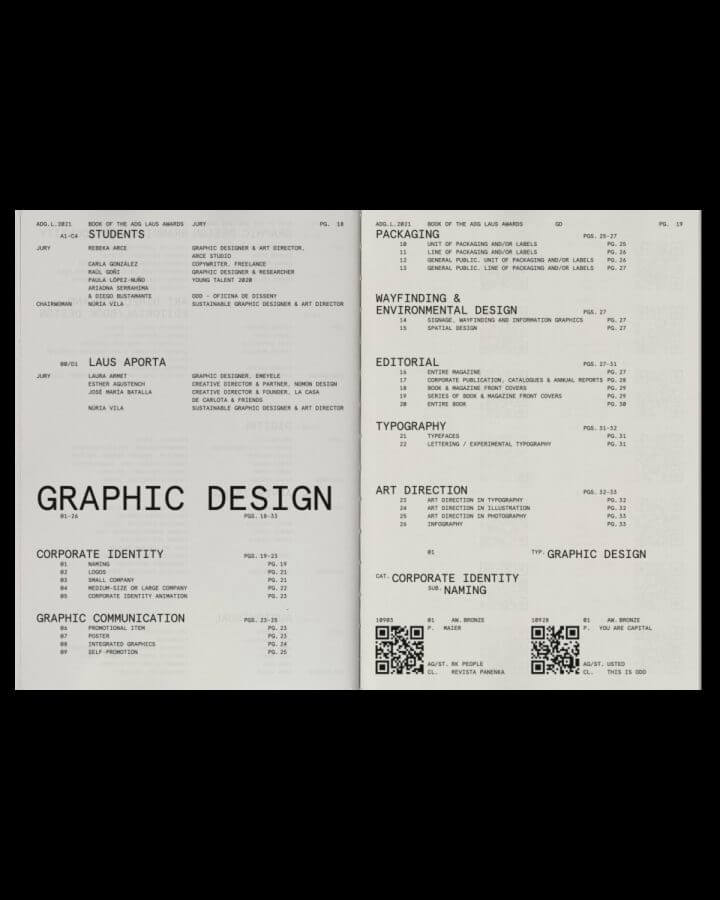 ADG.L.2021 BOOK OF THE ADG LAUS AWARDS JURY PG. 18
A1-C4 STUDENTS
JURY REBEKA ARCE GRAPHIC DESIGNER & ART DIRECTOR,
ARCE STUDIO
CARLA GONZÁLEZ COPYWRITER, FREELANCE
RAÚL GOÑI GRAPHIC DESIGNER & RESEARCHER
PAULA LÓPEZ-NUÑO YOUNG TALENT 2020
ARIADNA SERRAHIMA
& DIEGO BUSTAMANTE ODD - OFICINA DE DISSENY
CHAIRWOMAN NÚRIA VILA SUSTAINABLE GRAPHIC DESIGNER & ART DIRECTOR
00/D1 LAUS APORTA
JURY LAURA ARMET GRAPHIC DESIGNER, EMEYELE
ESTHER AGUSTENCH CREATIVE DIRECTOR & PARTNER, NOMON DESIGN
JOSÉ MARÍA BATALLA CREATIVE DIRECTOR & FOUNDER, LA CASA
DE CARLOTA & FRIENDS
NÚRIA VILA SUSTAINABLE GRAPHIC DESIGNER & ART DIRECTOR
GRAPHIC DESIGN
01-26 PGS.18-33
CORPORATE IDENTITY PGS.19-23
01 NAMING PG.19
02 LOGOS PG.21
03 SMALL COMPANY PG.21
04 MEDIUM-SIZE OR LARGE COMPANY PG.22
05 CORPORATE IDENTITY ANIMATION PG.23
GRAPHIC COMMUNICATION PGS.23-25
06 PROMOTIONAL ITEM PG.23
07 POSTER PG.23
08 INTEGRATED GRAPHICS PG.24
09 SELF-PROMOTION PG.25
ADG.L.2021 BOOK OF THE ADG LAUS AWARDS GD PG. 19
PACKAGING PGS.25-27
10 UNIT OF PACKAGING AND/OR LABELS PG.25
11 LINE OF PACKAGING AND/OR LABELS PG.26
12 GENERAL PUBLIC. UNIT OF PACKAGING AND/OR LABELS PG.26
13 GENERAL PUBLIC. LINE OF PACKAGING AND/OR LABELS PG.27
WAYFINDING &
ENVIRONMENTAL DESIGN PGS.27
14 SIGNAGE, WAYFINDING AND INFORMATION GRAPHICS PG.27
15 SPATIAL DESIGN PG.27
EDITORIAL PGS.27-31
16 ENTIRE MAGAZINE PG.27
17 CORPORATE PUBLICATION, CATALOGUES & ANNUAL REPORTS PG.28
18 BOOK & MAGAZINE FRONT COVERS PG.29
19 SERIES OF BOOK & MAGAZINE FRONT COVERS PG.29
20 ENTIRE BOOK PG.30
TYPOGRAPHY PGS.31-32
21 TYPEFACES PG.31
22 LETTERING / EXPERIMENTAL TYPOGRAPHY PG.31
ART DIRECTION PGS.32-33
23 ART DIRECTION IN TYPOGRAPHY PG.32
24 ART DIRECTION IN ILLUSTRATION PG.32
25 ART DIRECTION IN PHOTOGRAPHY PG.33
26 INFOGRAPHY PG.33
01 TYP. GRAPHIC DESIGN
CAT. CORPORATE IDENTITY
SUB. NAMING
10903 01 AW.BRONZE
P. MAIER
AG/ST. RK PEOPLE
CL. REVISTA PANENKA
10928 01 AW.BRONZE
P. YOU ARE CAPITAL
AG/ST. USTED
CL. THIS IS ODD